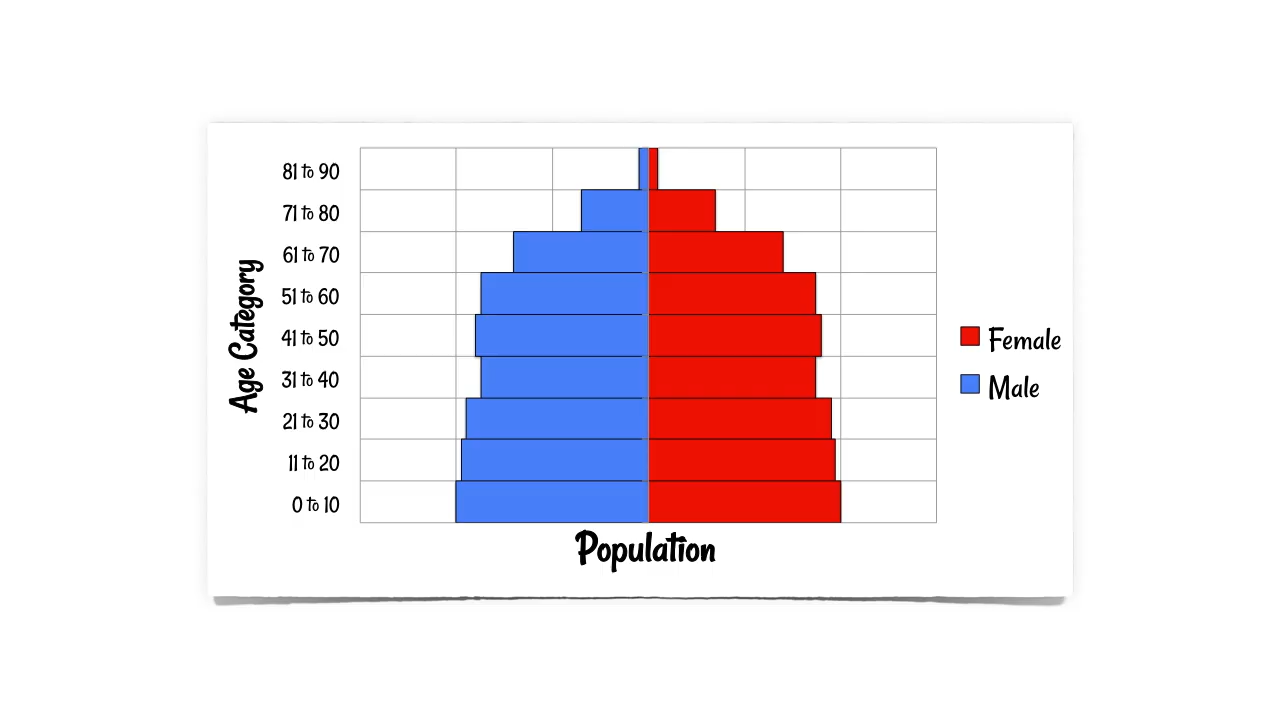 81 to 90
71 to 80
61 to 70
51 to 60
41 to 50
31 to 40
21 to 30
11 to 20
0 to 10
Age Category
Population
Female
Male